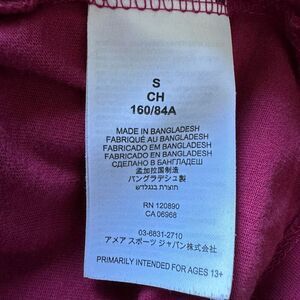 S
CH
160/84A
MADE IN BANGLADESH
FABRIQUÉ AU BANGLADESH
FABRICADO EM BANGLADESH
FABRICADO EN BANGLADESH
СДЕЛАНО В БАНГЛАДЕШ
孟加拉国制造
バングラデシュ製
תוצרת בנגלדש
RN 120890
CA 06968
03-6831-2710
アメア スポーツ ジャパン株式会社
PRIMARILY INTENDED FOR AGES 13+